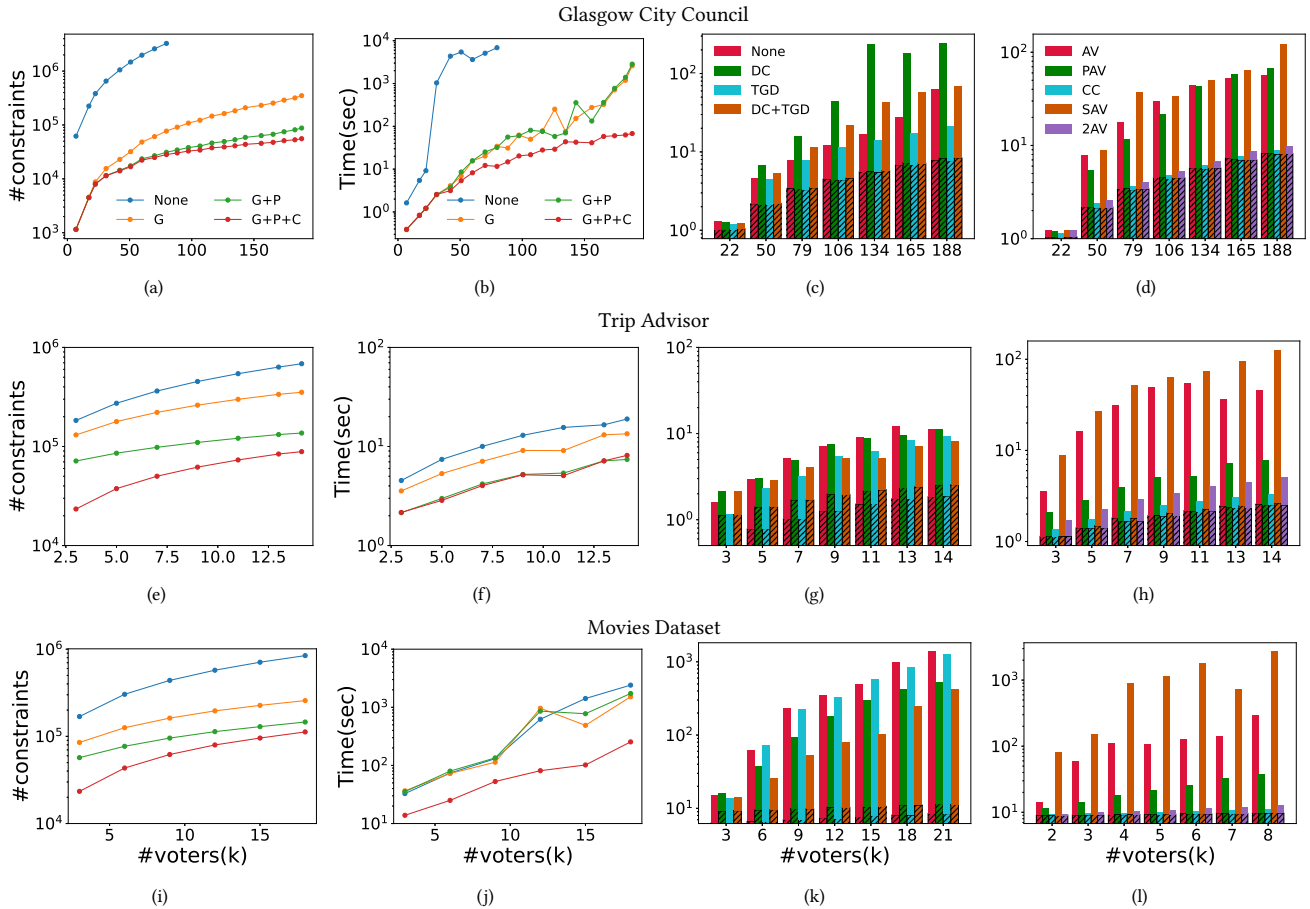 Glasgow City Council
#constraints
10^6
10^5
10^4
10^3
0 50 100 150
None G+P
G G+P+C
(a)
Time(sec)
10^4
10^3
10^2
10^1
10^0
0 50 100 150
(b)
10^2
10^1
10^0
None
DC
TGD
DC+TGD
22 50 79 106 134 165 188
(c)
10^2
10^1
10^0
AV
PAV
CC
SAV
2AV
22 50 79 106 134 165 188
(d)
Trip Advisor
#constraints
10^6
10^5
10^4
2.5 5.0 7.5 10.0 12.5
(e)
Time(sec)
10^2
10^1
10^0
2.5 5.0 7.5 10.0 12.5
(f)
10^2
10^1
10^0
3 5 7 9 11 13 14
(g)
10^2
10^1
10^0
3 5 7 9 11 13 14
(h)
Movies Dataset
#constraints
10^6
10^5
10^4
5 10 15
#voters(k)
(i)
Time(sec)
10^4
10^3
10^2
10^1
5 10 15
#voters(k)
(j)
10^3
10^2
10^1
3 6 9 12 15 18 21
#voters(k)
(k)
10^3
10^2
10^1
2 3 4 5 6 7 8
#voters(k)
(l)